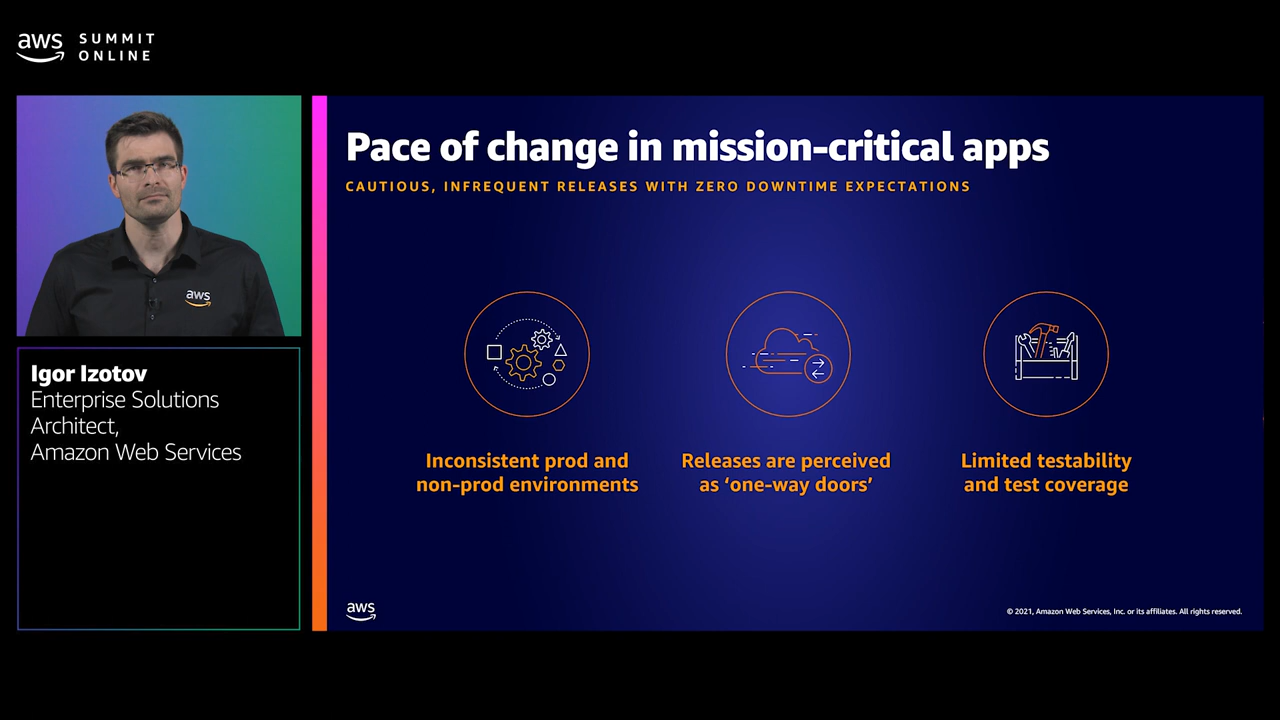 aws SUMMIT
ONLINE
aws
Igor Izotov
Enterprise Solutions
Architect,
Amazon Web Services
Pace of change in mission-critical apps
CAUTIOUS, INFREQUENT RELEASES WITH ZERO DOWNTIME EXPECTATIONS
Inconsistent prod and
non-prod environments
Releases are perceived
as ‘one-way doors’
Limited testability
and test coverage
aws
© 2021, Amazon Web Services, Inc. or its affiliates. All rights reserved.